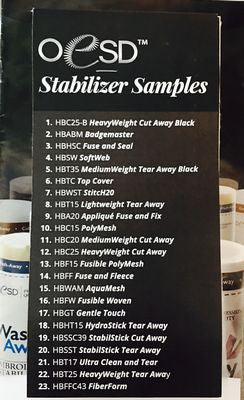 OESD™
Stabilizer Samples
1. HBC25-B HeavyWeight Cut Away Black
2. HBABM Badgemaster
3. HBHSC Fuse and Seal
4. HBSW SoftWeb
5. HBT35 MediumWeight Tear Away Black
6. HBTC Top Cover
7. HBWST StitcH20
8. HBT15 Lightweight Tear Away
9. HBA20 Appliqué Fuse and Fix
10. HBC15 PolyMesh
11. HBC20 MediumWeight Cut Away
12. HBC25 HeavyWeight Cut Away
13. HBF15 Fusible PolyMesh
14. HBFF Fuse and Fleece
15. HBWAM AquaMesh
16. HBFW Fusible Woven
17. HBGT Gentle Touch
18. HBHT15 HydroStick Tear Away
19. HBSSC39 StabilStick Cut Away
20. HBSST StabilStick Tear Away
21. HBT17 Ultra Clean and Tear
22. HBT25 HeavyWeight Tear Away
23. HBFFC43 FiberForm